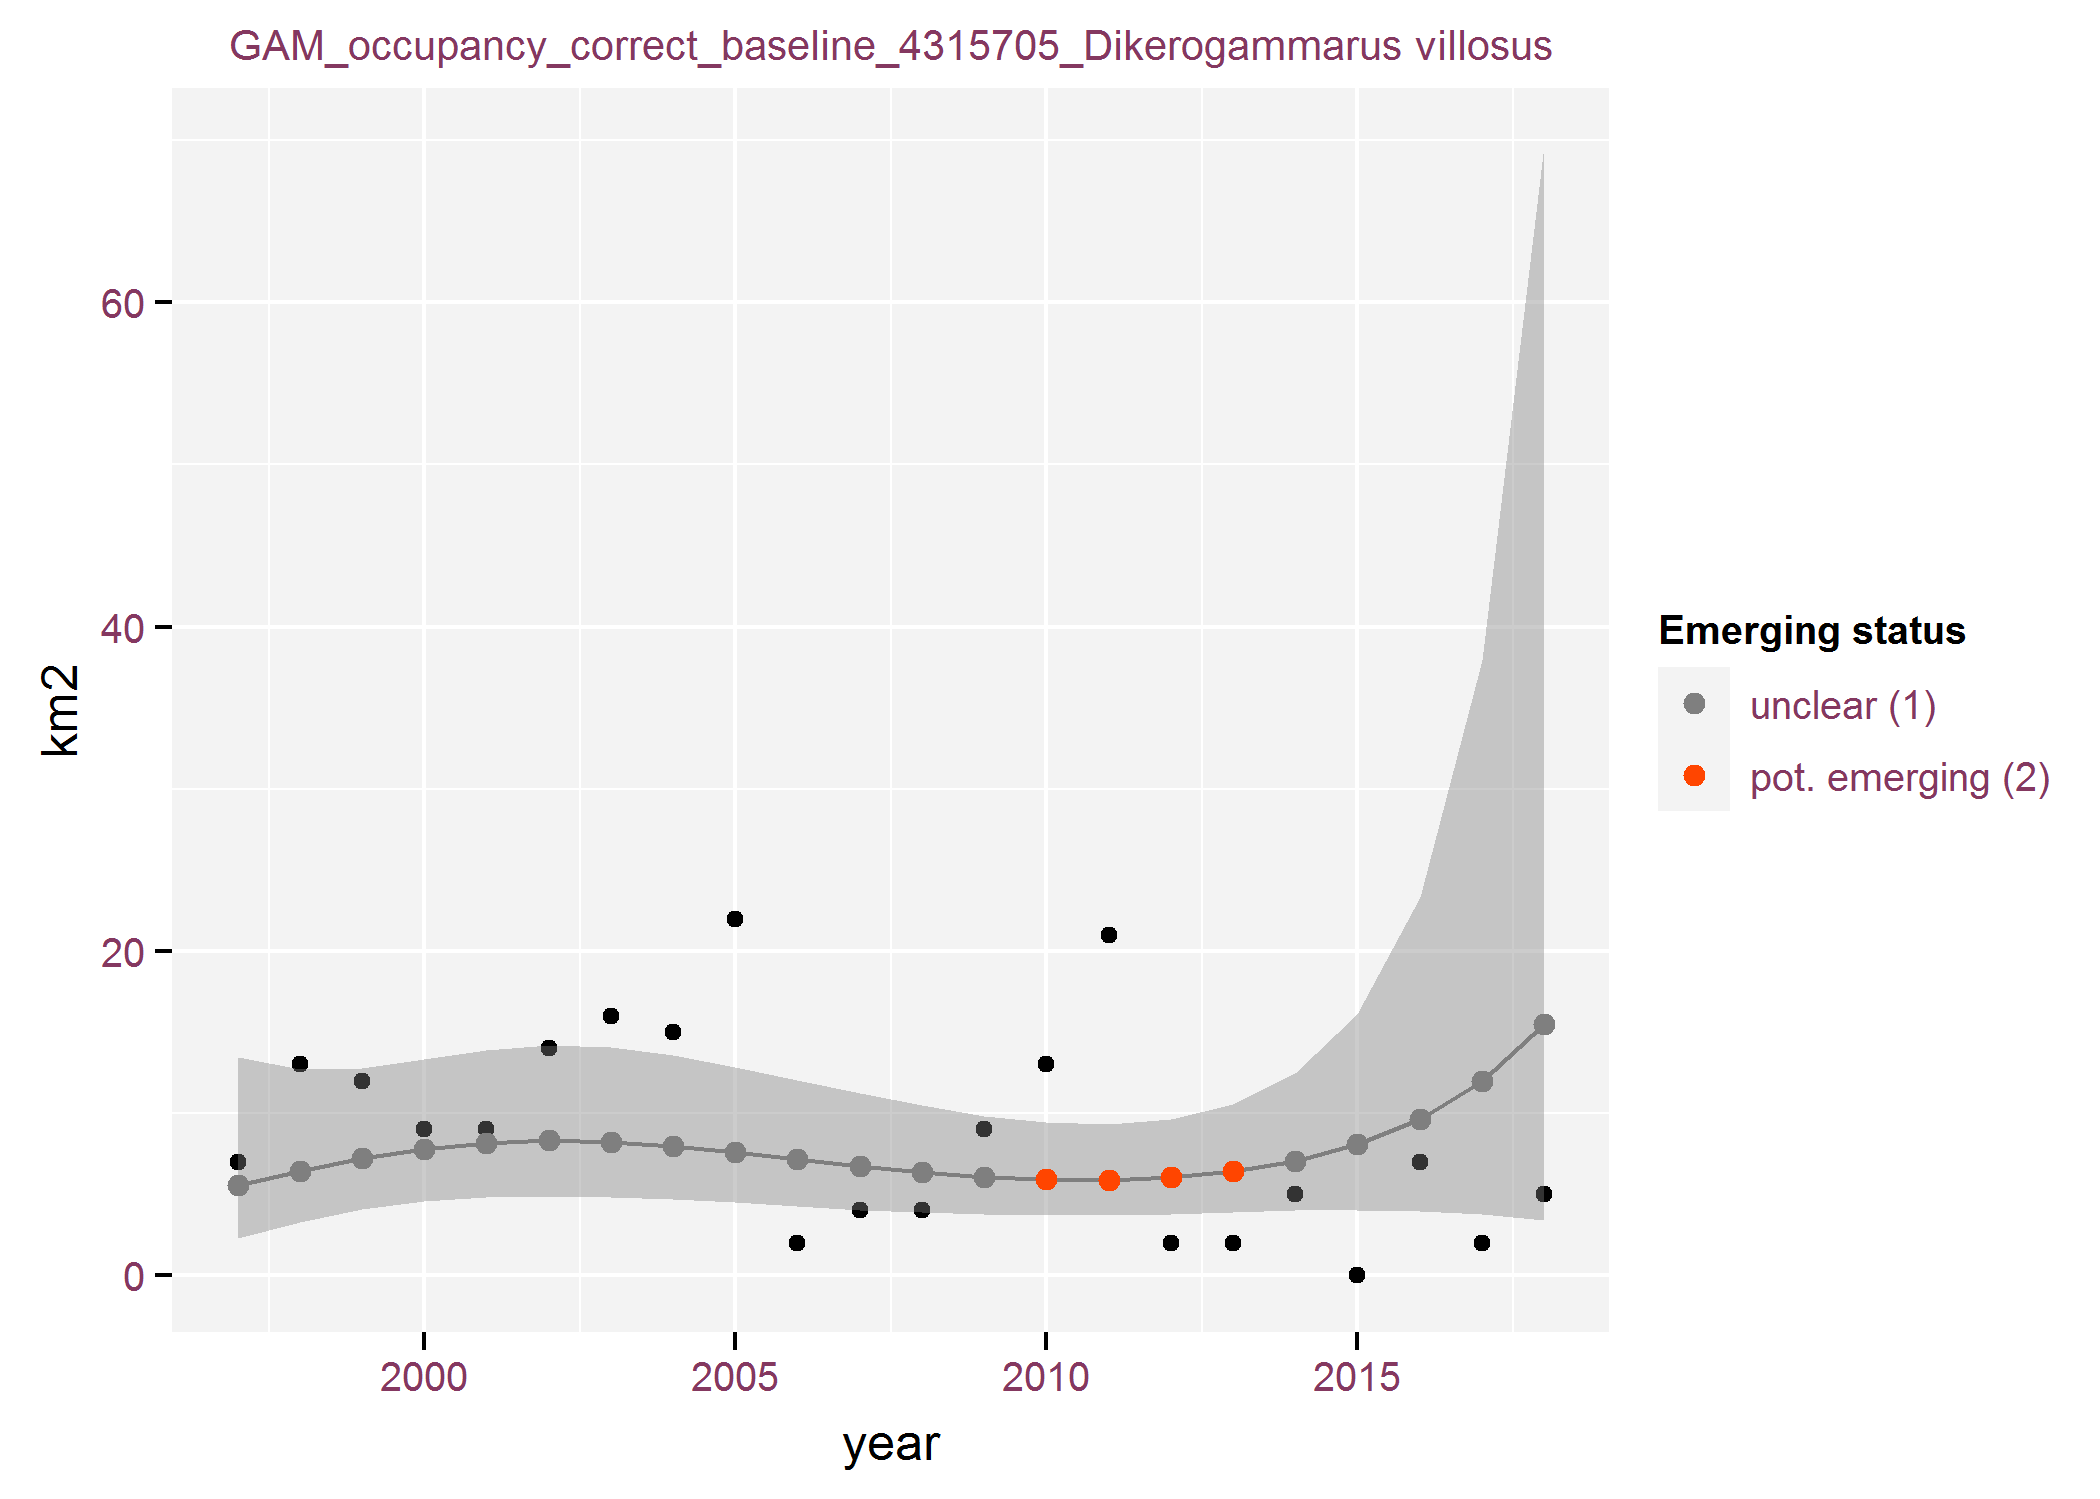 GAM_occupancy_correct_baseline_4315705_Dikerogammarus villosus
60
40
20
0
km2
2000
2005
2010
2015
year
Emerging status
unclear (1)
pot. emerging (2)